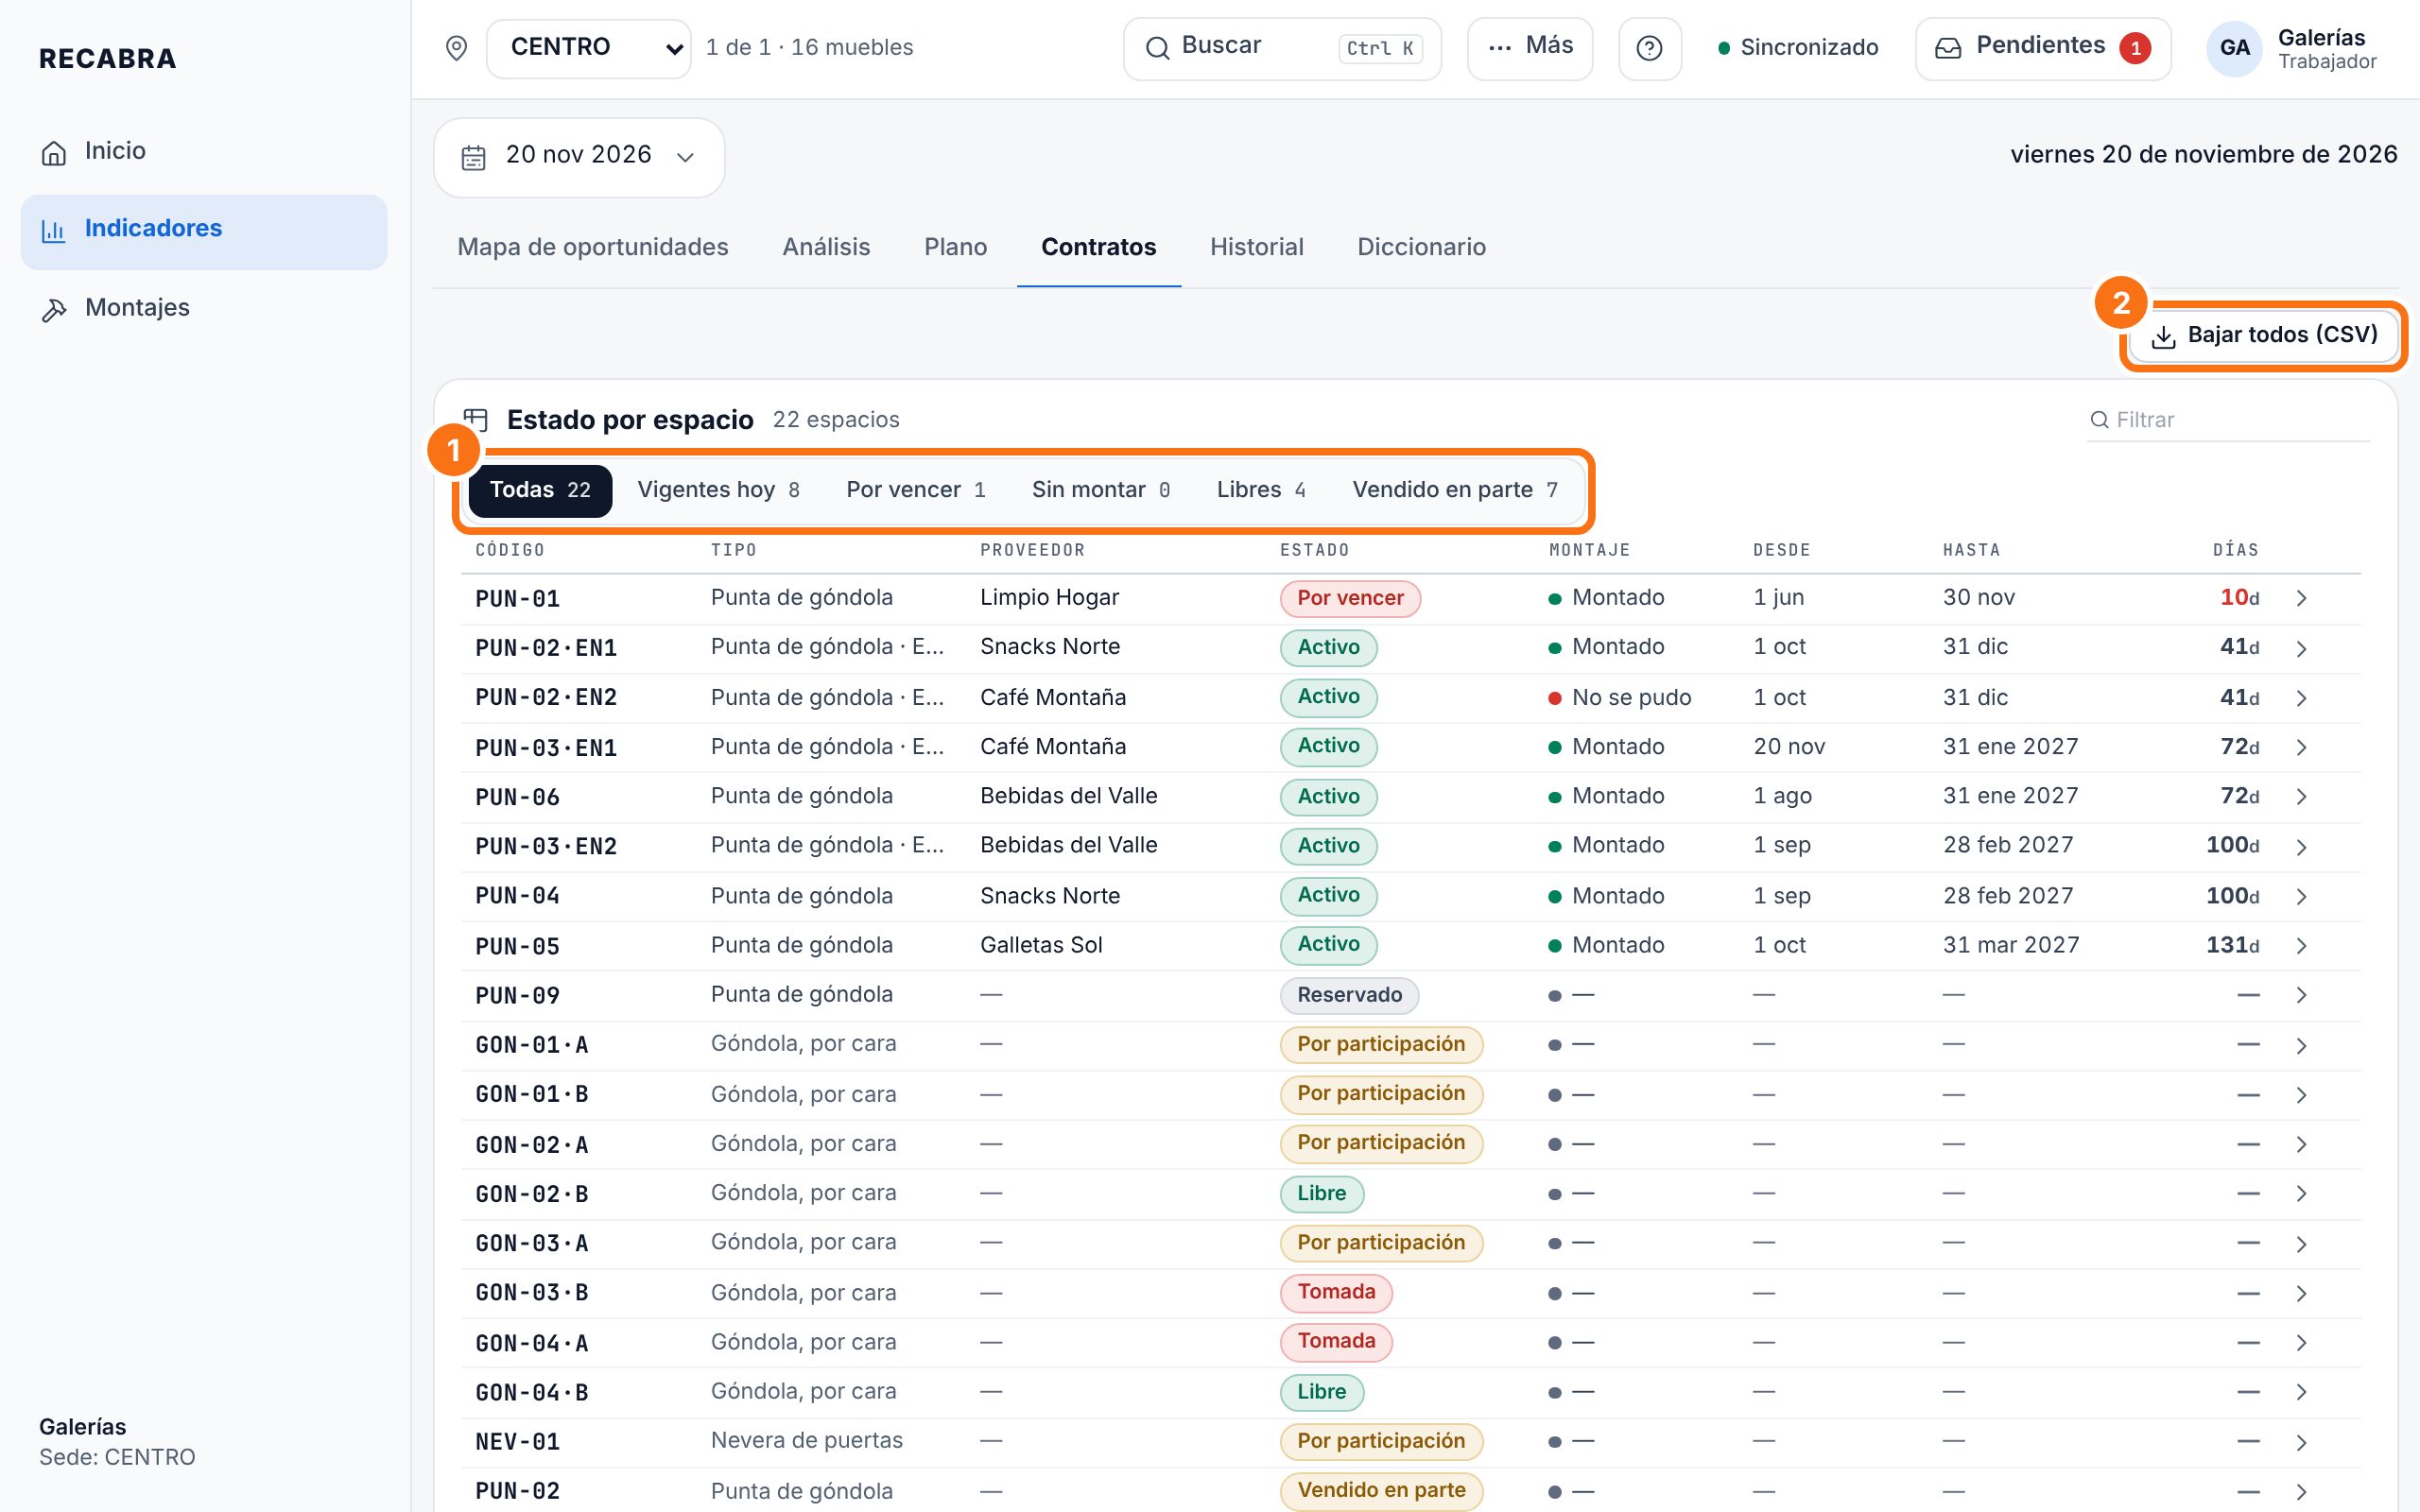 RECABRA
CENTRO
1 de 1 · 16 muebles
Buscar
Ctrl K
Más
Sincronizado
Pendientes 1
GA
Galerías
Trabajador
Inicio
Indicadores
Montajes
20 nov 2026
viernes 20 de noviembre de 2026
Mapa de oportunidades Análisis Plano Contratos Historial Diccionario
2
Bajar todos (CSV)
Estado por espacio 22 espacios
Filtrar
1
Todas 22 Vigentes hoy 8 Por vencer 1 Sin montar 0 Libres 4 Vendido en parte 7
CÓDIGO TIPO PROVEEDOR ESTADO MONTAJE DESDE HASTA DÍAS
PUN-01 Punta de góndola Limpio Hogar Por vencer Montado 1 jun 30 nov 10d
PUN-02·EN1 Punta de góndola · E... Snacks Norte Activo Montado 1 oct 31 dic 41d
PUN-02·EN2 Punta de góndola · E... Café Montaña Activo No se pudo 1 oct 31 dic 41d
PUN-03·EN1 Punta de góndola · E... Café Montaña Activo Montado 20 nov 31 ene 2027 72d
PUN-06 Punta de góndola Bebidas del Valle Activo Montado 1 ago 31 ene 2027 72d
PUN-03·EN2 Punta de góndola · E... Bebidas del Valle Activo Montado 1 sep 28 feb 2027 100d
PUN-04 Punta de góndola Snacks Norte Activo Montado 1 sep 28 feb 2027 100d
PUN-05 Punta de góndola Galletas Sol Activo Montado 1 oct 31 mar 2027 131d
PUN-09 Punta de góndola — Reservado — — — —
GON-01·A Góndola, por cara — Por participación — — — —
GON-01·B Góndola, por cara — Por participación — — — —
GON-02·A Góndola, por cara — Por participación — — — —
GON-02·B Góndola, por cara — Libre — — — —
GON-03·A Góndola, por cara — Por participación — — — —
GON-03·B Góndola, por cara — Tomada — — — —
GON-04·A Góndola, por cara — Tomada — — — —
GON-04·B Góndola, por cara — Libre — — — —
NEV-01 Nevera de puertas — Por participación — — — —
PUN-02 Punta de góndola — Vendido en parte — — — —
Galerías
Sede: CENTRO